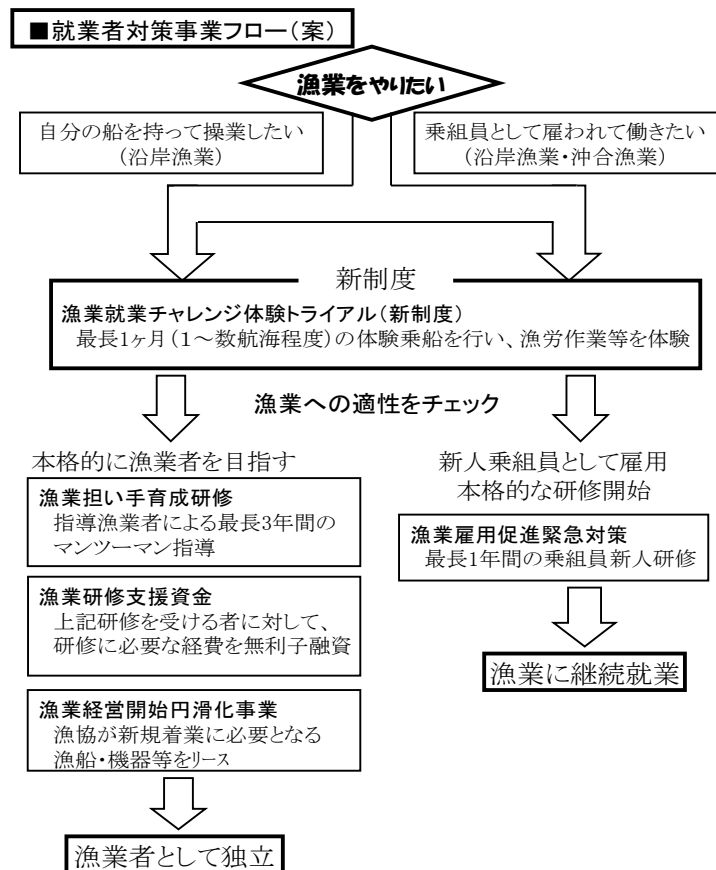 ■就業者対策事業フロー(案)
漁業をやりたい
自分の船を持って操業したい
(沿岸漁業)
乗組員として雇われて働きたい
(沿岸漁業・沖合漁業)
新制度
漁業就業チャレンジ体験トライアル(新制度)
最長1ヶ月(1~数航海程度)の体験乗船を行い、漁労作業等を体験
漁業への適性をチェック
本格的に漁業者を目指す
漁業担い手育成研修
指導漁業者による最長3年間の
マンツーマン指導
漁業研修支援資金
上記研修を受ける者に対して、
研修に必要な経費を無利子融資
漁業経営開始円滑化事業
漁協が新規着業に必要となる
漁船・機器等をリース
漁業者として独立
新人乗組員として雇用
本格的な研修開始
漁業雇用促進緊急対策
最長1年間の乗組員新人研修
漁業に継続就業